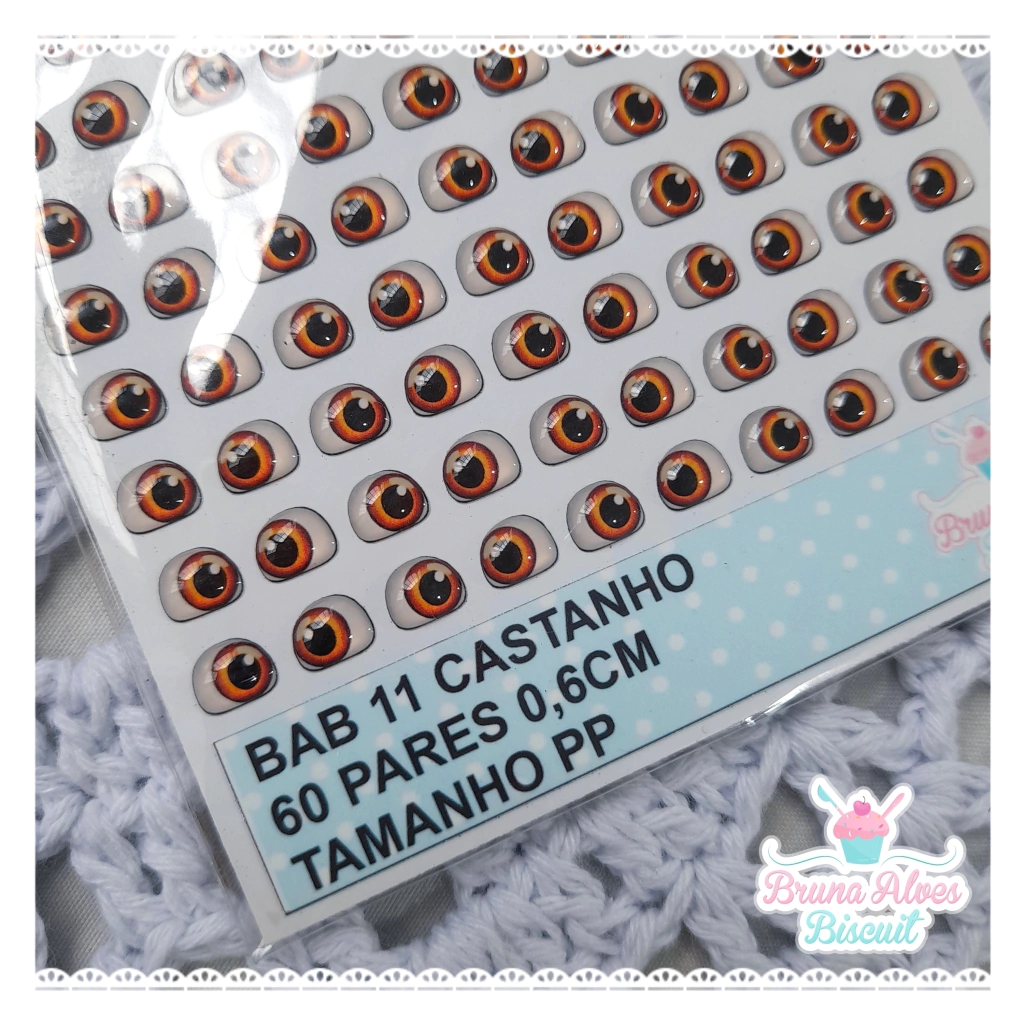 BAB 11 CASTANHO
60 PARES 0,6CM
TAMANHO PP
Bruna Alves
Biscuit